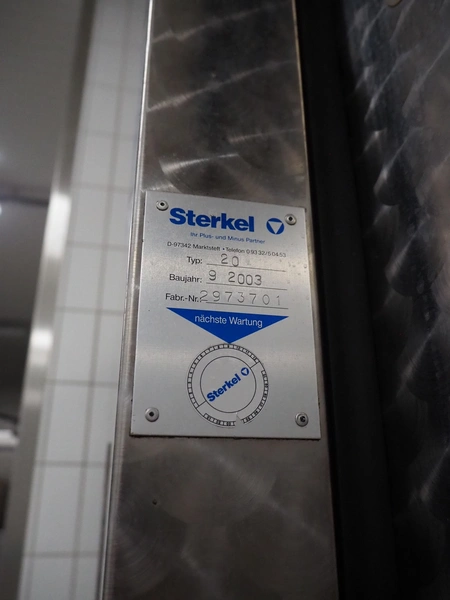 Sterkel
Ihr Plus- und Minus Partner
D-97342 Marktsteft • Telefon 0 93 32/5 04 53
Typ: 20
Baujahr: 9 2003
Fabr.-Nr.: 2973701
nächste Wartung
Sterkel